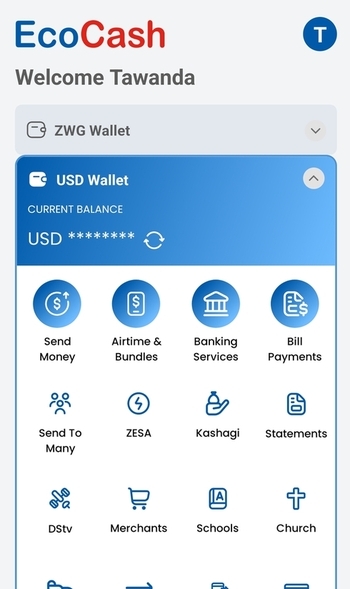 EcoCash
T
Welcome Tawanda
ZWG Wallet
USD Wallet
CURRENT BALANCE
USD ********
Send Money
Airtime & Bundles
Banking Services
Bill Payments
Send To Many
ZESA
Kashagi
Statements
DStv
Merchants
Schools
Church